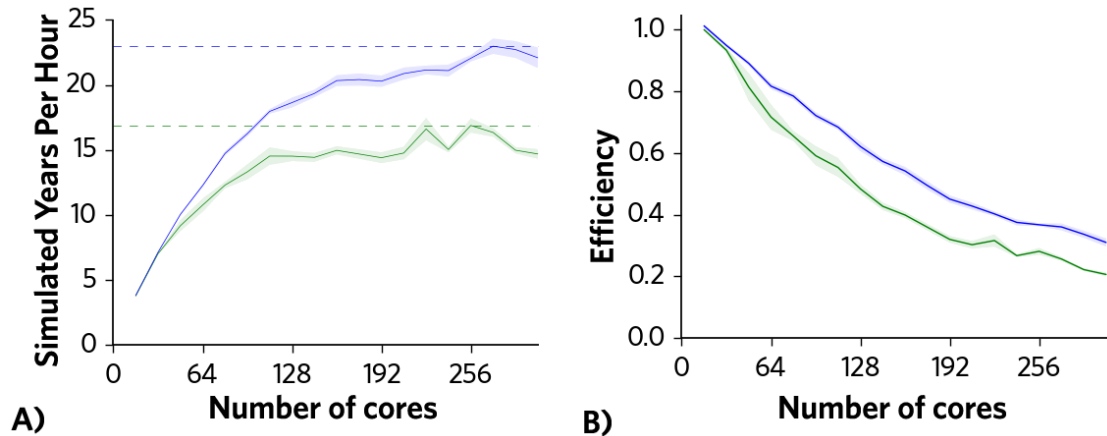 Simulated Years Per Hour
25
20
15
10
5
0
0 64 128 192 256
Number of cores
A)
Efficiency
1.0
0.8
0.6
0.4
0.2
0.0
0 64 128 192 256
Number of cores
B)